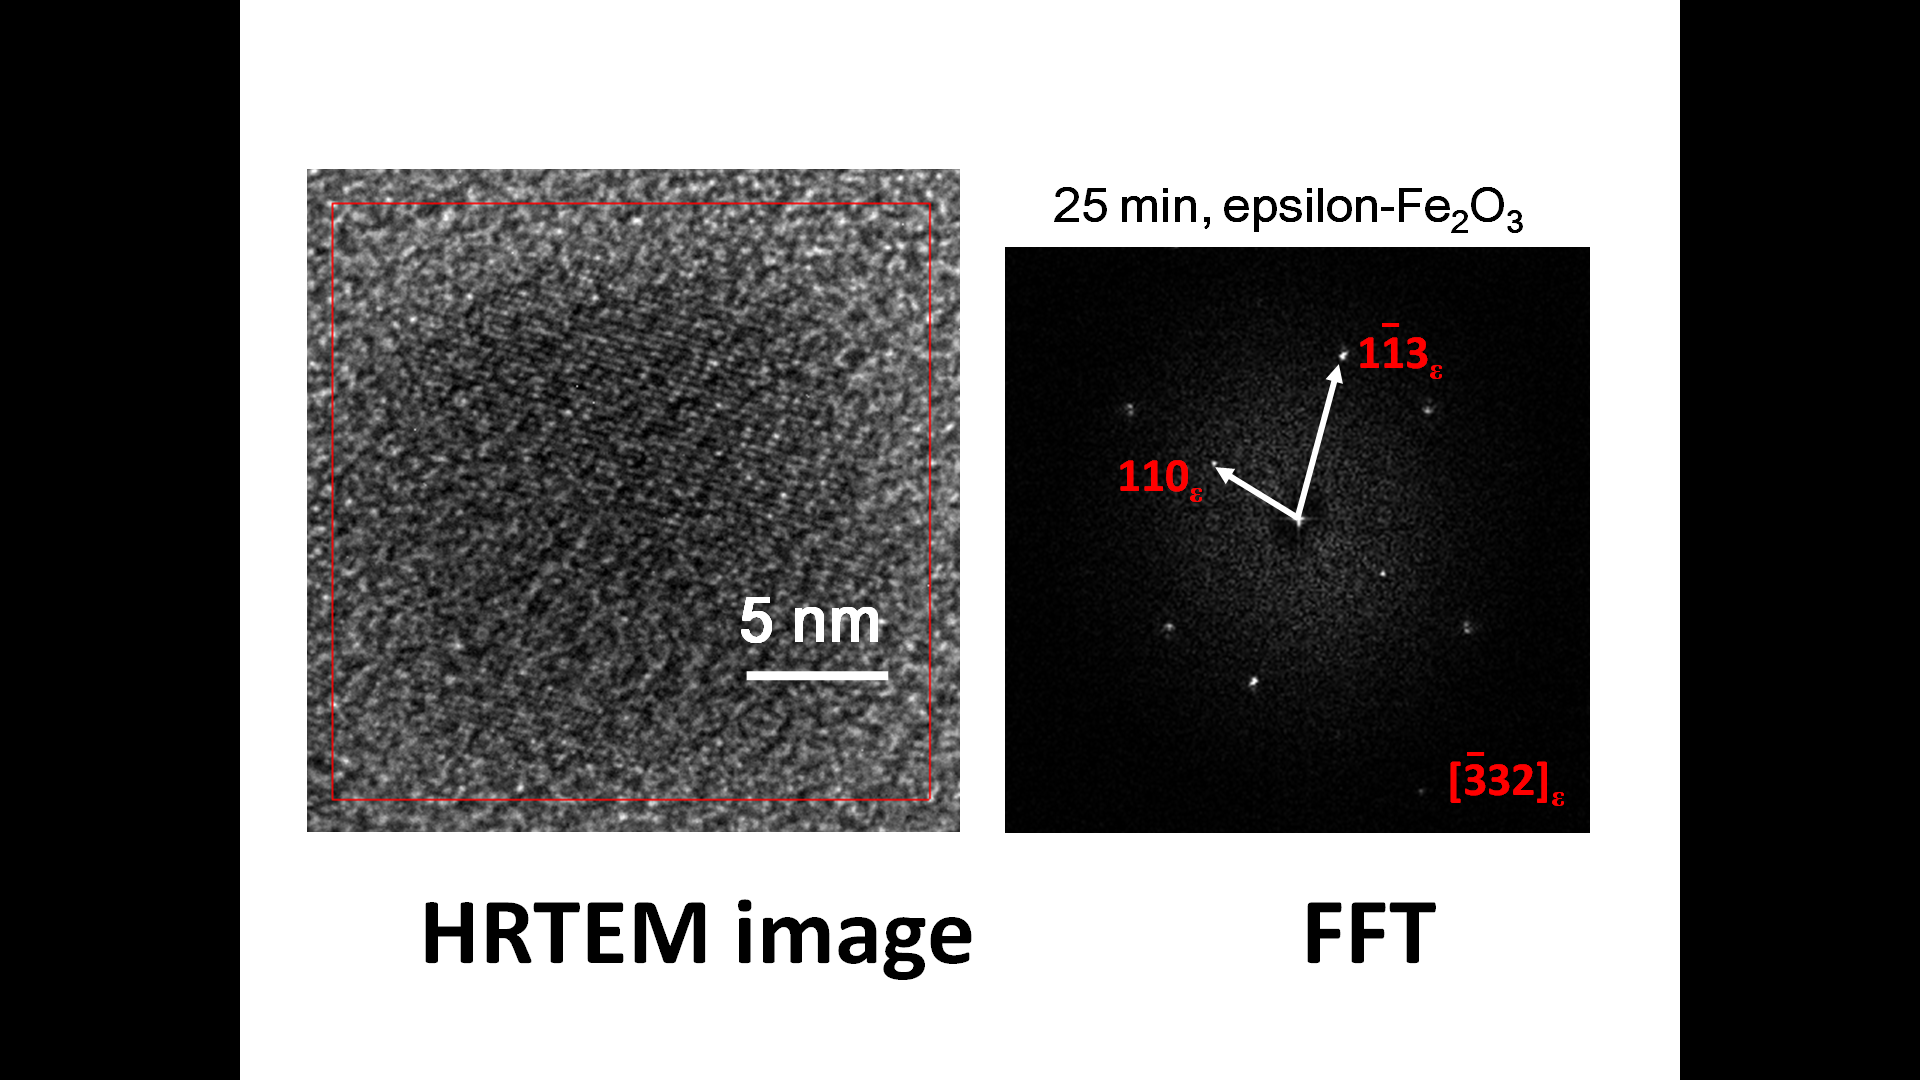 25 min, epsilon-Fe₂O₃
11̅3ε
110ε
5 nm
[3̅32]ε
HRTEM image
FFT